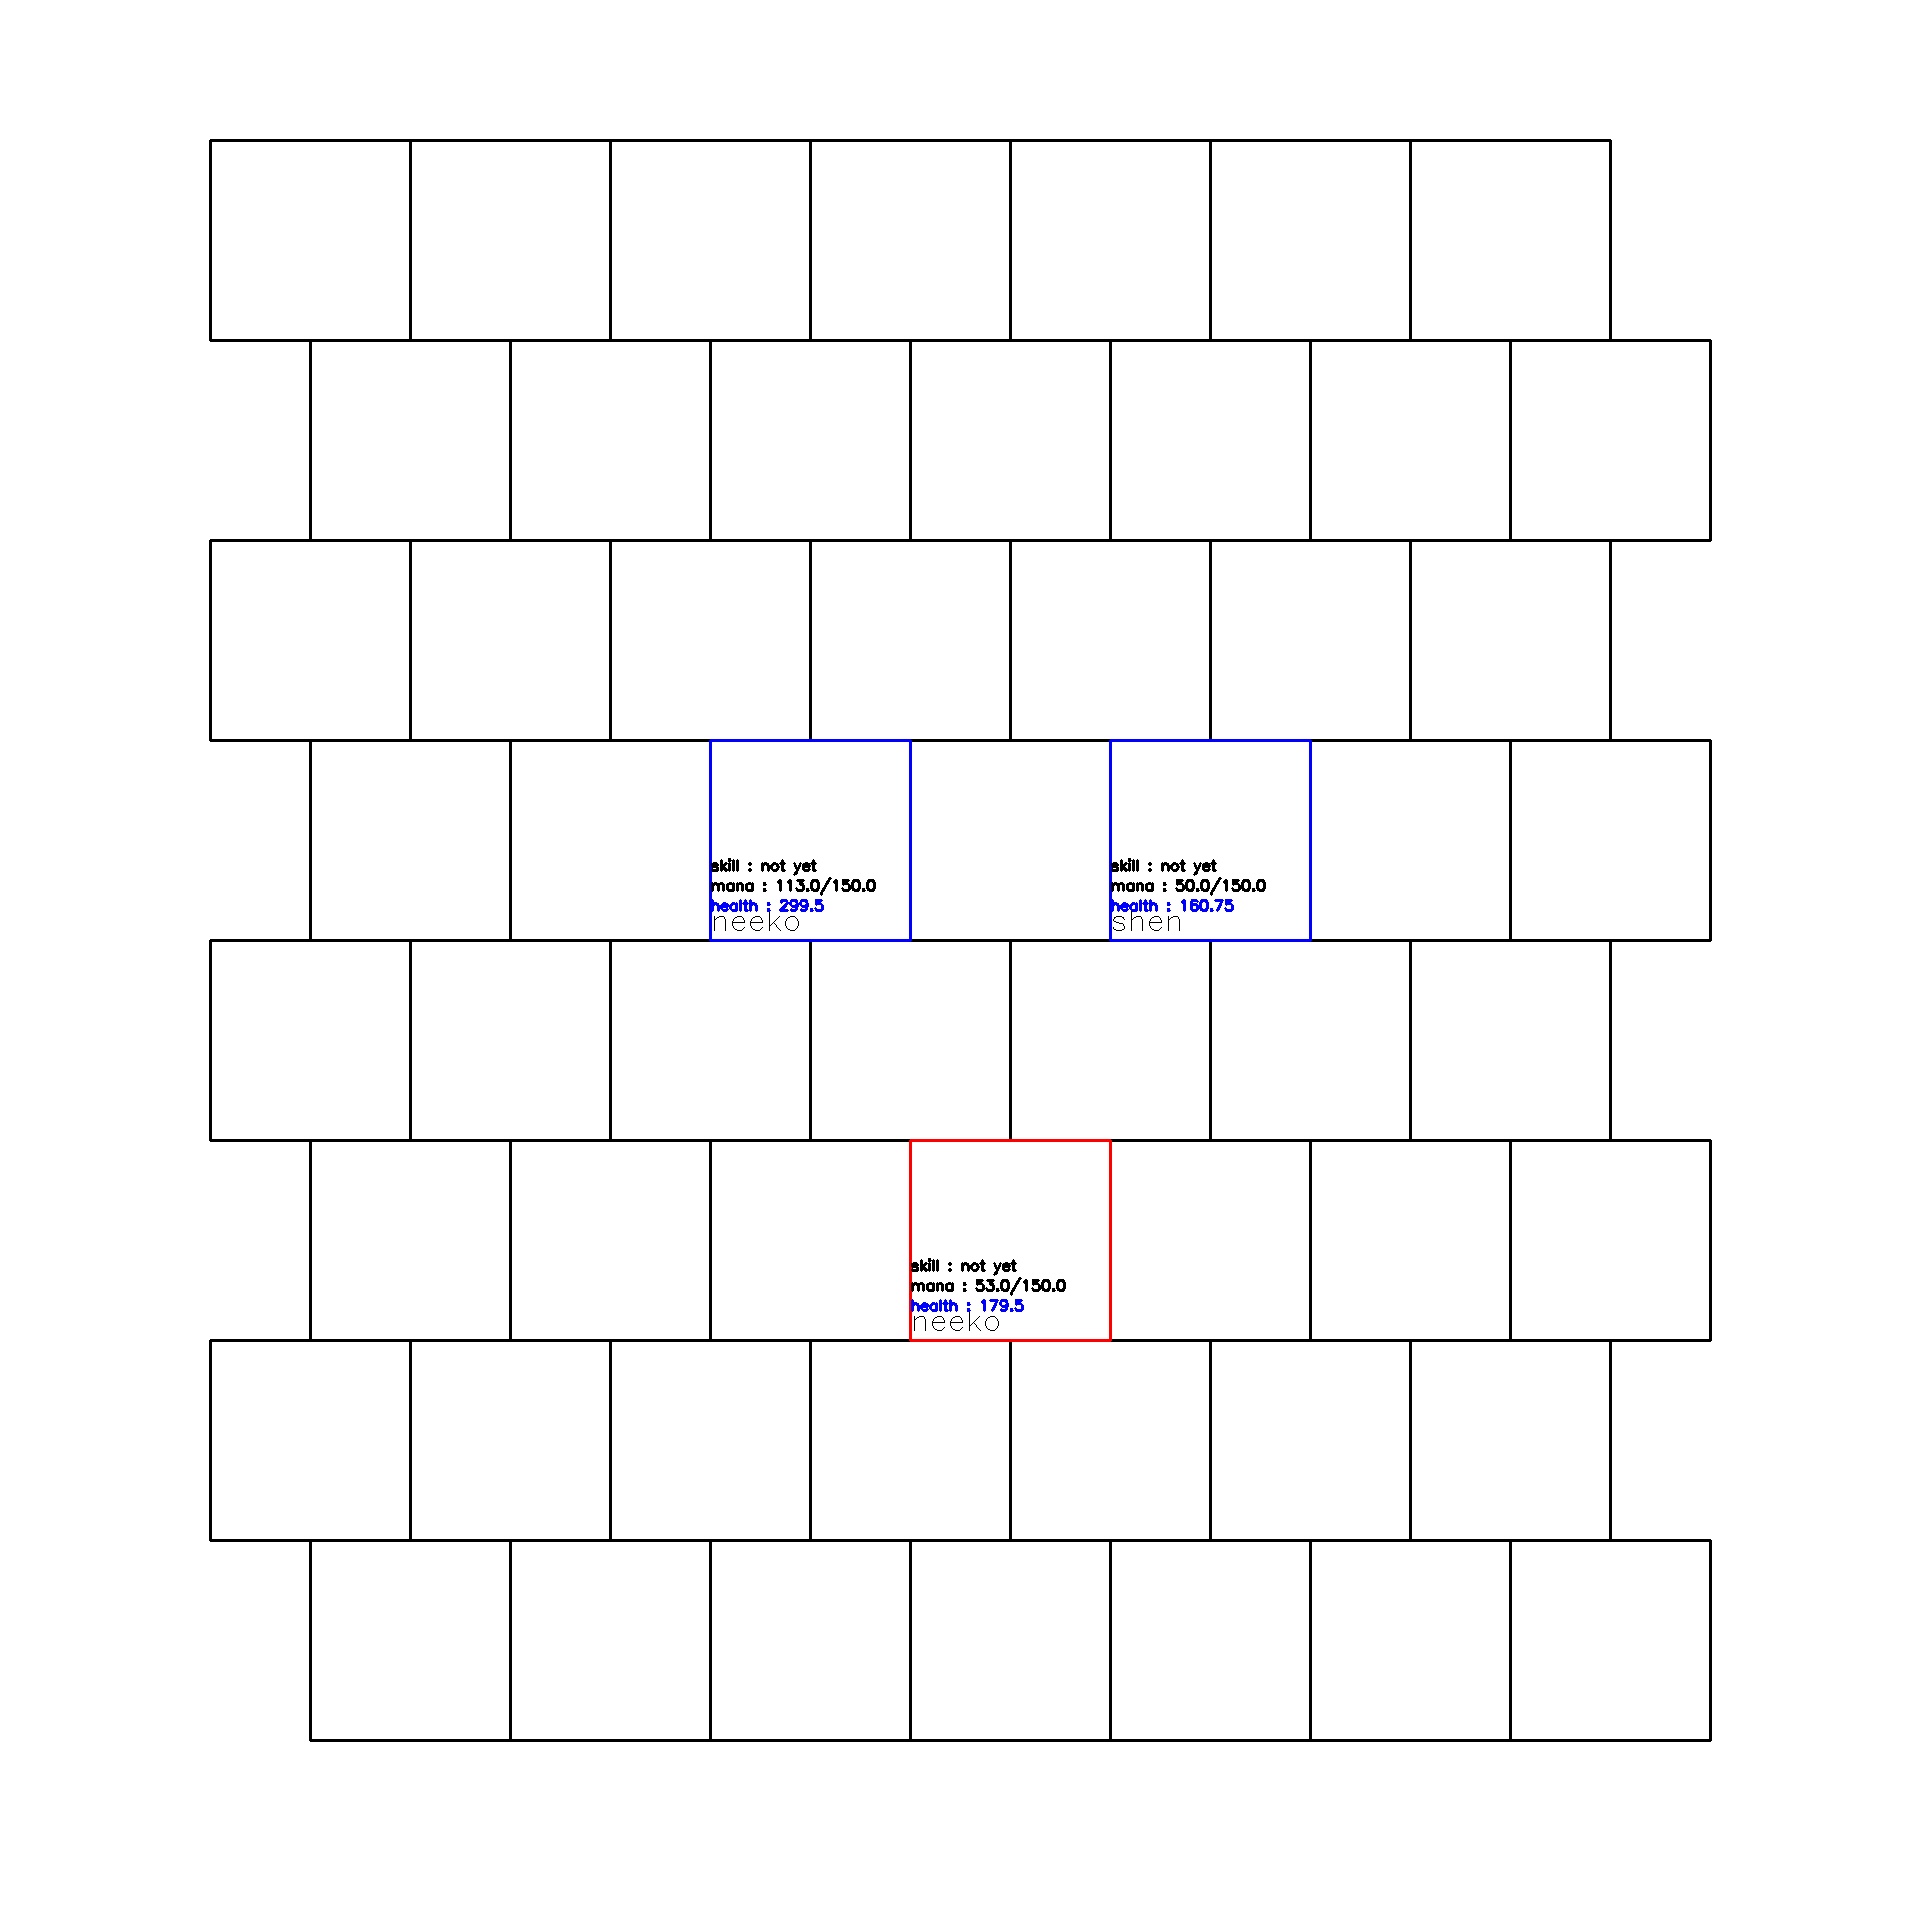 skill : not yet
mana : 113.0/150.0
health : 299.5
neeko
skill : not yet
mana : 50.0/150.0
health : 160.75
shen
skill : not yet
mana : 53.0/150.0
health : 179.5
neeko